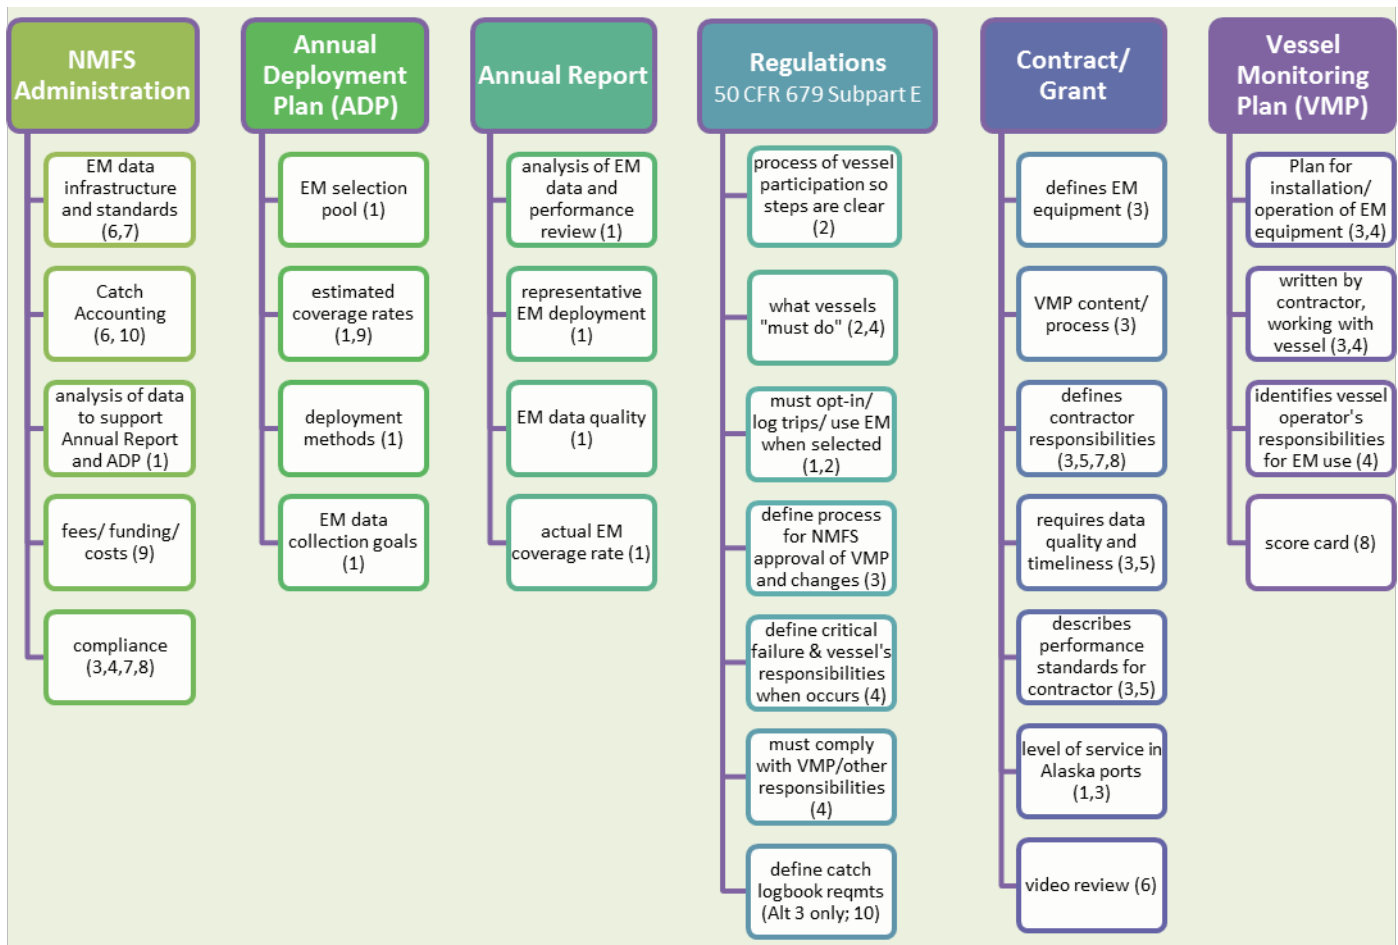 NMFS
Administration
EM data
infrastructure
and standards
(6,7)
Catch
Accounting
(6, 10)
analysis of data
to support
Annual Report
and ADP (1)
fees/ funding/
costs (9)
compliance
(3,4,7,8)
Annual
Deployment
Plan (ADP)
EM selection
pool (1)
estimated
coverage rates
(1,9)
deployment
methods (1)
EM data
collection goals
(1)
Annual Report
analysis of EM
data and
performance
review (1)
representative
EM deployment
(1)
EM data quality
(1)
actual EM
coverage rate (1)
Regulations
50 CFR 679 Subpart E
process of vessel
participation so
steps are clear
(2)
what vessels
"must do" (2,4)
must opt-in/
log trips/ use EM
when selected
(1,2)
define process
for NMFS
approval of VMP
and changes (3)
define critical
failure & vessel's
responsibilities
when occurs (4)
must comply
with VMP/other
responsibilities
(4)
define catch
logbook reqmts
(Alt 3 only; 10)
Contract/
Grant
defines EM
equipment (3)
VMP content/
process (3)
defines
contractor
responsibilities
(3,5,7,8)
requires data
quality and
timeliness (3,5)
describes
performance
standards for
contractor (3,5)
level of service in
Alaska ports
(1,3)
video review (6)
Vessel
Monitoring
Plan (VMP)
Plan for
installation/
operation of EM
equipment (3,4)
written by
contractor,
working with
vessel (3,4)
identifies vessel
operator's
responsibilities
for EM use (4)
score card (8)